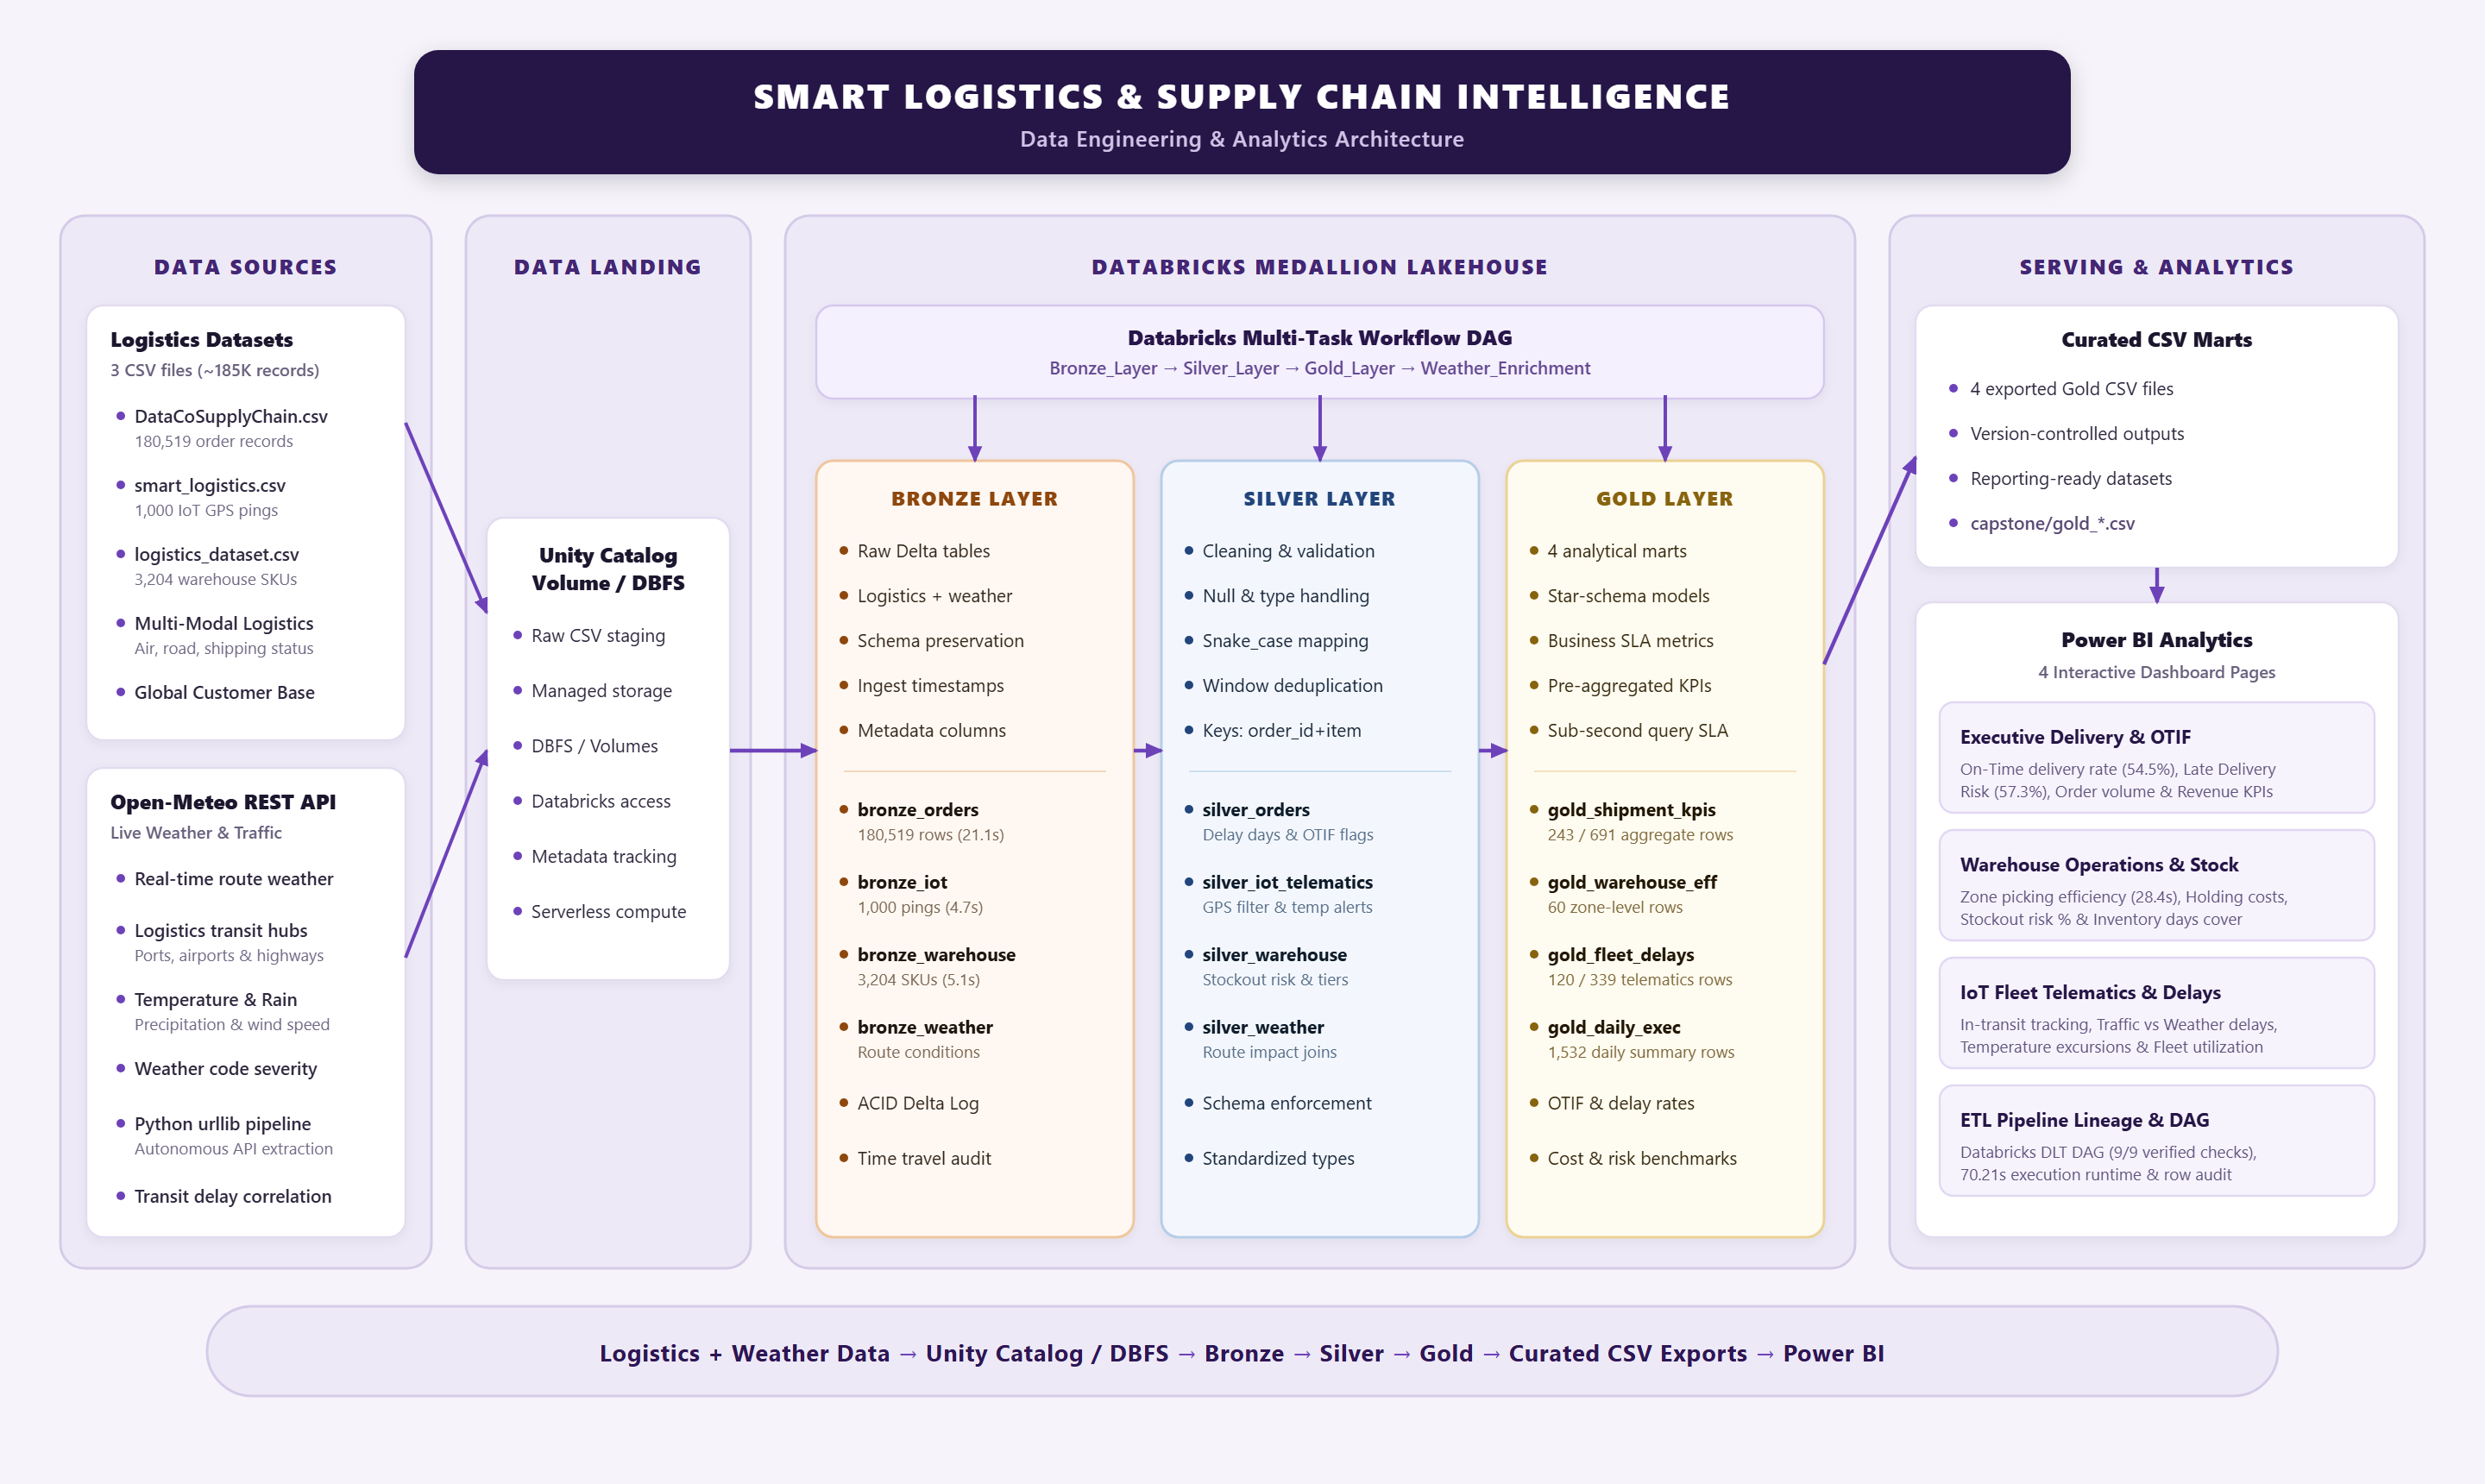 SMART LOGISTICS & SUPPLY CHAIN INTELLIGENCE
Data Engineering & Analytics Architecture
DATA SOURCES
Logistics Datasets
3 CSV files (~185K records)
DataCoSupplyChain.csv
180,519 order records
smart_logistics.csv
1,000 IoT GPS pings
logistics_dataset.csv
3,204 warehouse SKUs
Multi-Modal Logistics
Air, road, shipping status
Global Customer Base
Open-Meteo REST API
Live Weather & Traffic
Real-time route weather
Logistics transit hubs
Ports, airports & highways
Temperature & Rain
Precipitation & wind speed
Weather code severity
Python urllib pipeline
Autonomous API extraction
Transit delay correlation
DATA LANDING
Unity Catalog
Volume / DBFS
Raw CSV staging
Managed storage
DBFS / Volumes
Databricks access
Metadata tracking
Serverless compute
DATABRICKS MEDALLION LAKEHOUSE
Databricks Multi-Task Workflow DAG
Bronze_Layer → Silver_Layer → Gold_Layer → Weather_Enrichment
BRONZE LAYER
Raw Delta tables
Logistics + weather
Schema preservation
Ingest timestamps
Metadata columns
bronze_orders
180,519 rows (21.1s)
bronze_iot
1,000 pings (4.7s)
bronze_warehouse
3,204 SKUs (5.1s)
bronze_weather
Route conditions
ACID Delta Log
Time travel audit
SILVER LAYER
Cleaning & validation
Null & type handling
Snake_case mapping
Window deduplication
Keys: order_id+item
silver_orders
Delay days & OTIF flags
silver_iot_telematics
GPS filter & temp alerts
silver_warehouse
Stockout risk & tiers
silver_weather
Route impact joins
Schema enforcement
Standardized types
GOLD LAYER
4 analytical marts
Star-schema models
Business SLA metrics
Pre-aggregated KPIs
Sub-second query SLA
gold_shipment_kpis
243 / 691 aggregate rows
gold_warehouse_eff
60 zone-level rows
gold_fleet_delays
120 / 339 telematics rows
gold_daily_exec
1,532 daily summary rows
OTIF & delay rates
Cost & risk benchmarks
SERVING & ANALYTICS
Curated CSV Marts
4 exported Gold CSV files
Version-controlled outputs
Reporting-ready datasets
capstone/gold_*.csv
Power BI Analytics
4 Interactive Dashboard Pages
Executive Delivery & OTIF
On-Time delivery rate (54.5%), Late Delivery
Risk (57.3%), Order volume & Revenue KPIs
Warehouse Operations & Stock
Zone picking efficiency (28.4s), Holding costs,
Stockout risk % & Inventory days cover
IoT Fleet Telematics & Delays
In-transit tracking, Traffic vs Weather delays,
Temperature excursions & Fleet utilization
ETL Pipeline Lineage & DAG
Databricks DLT DAG (9/9 verified checks),
70.21s execution runtime & row audit
Logistics + Weather Data → Unity Catalog / DBFS → Bronze → Silver → Gold → Curated CSV Exports → Power BI